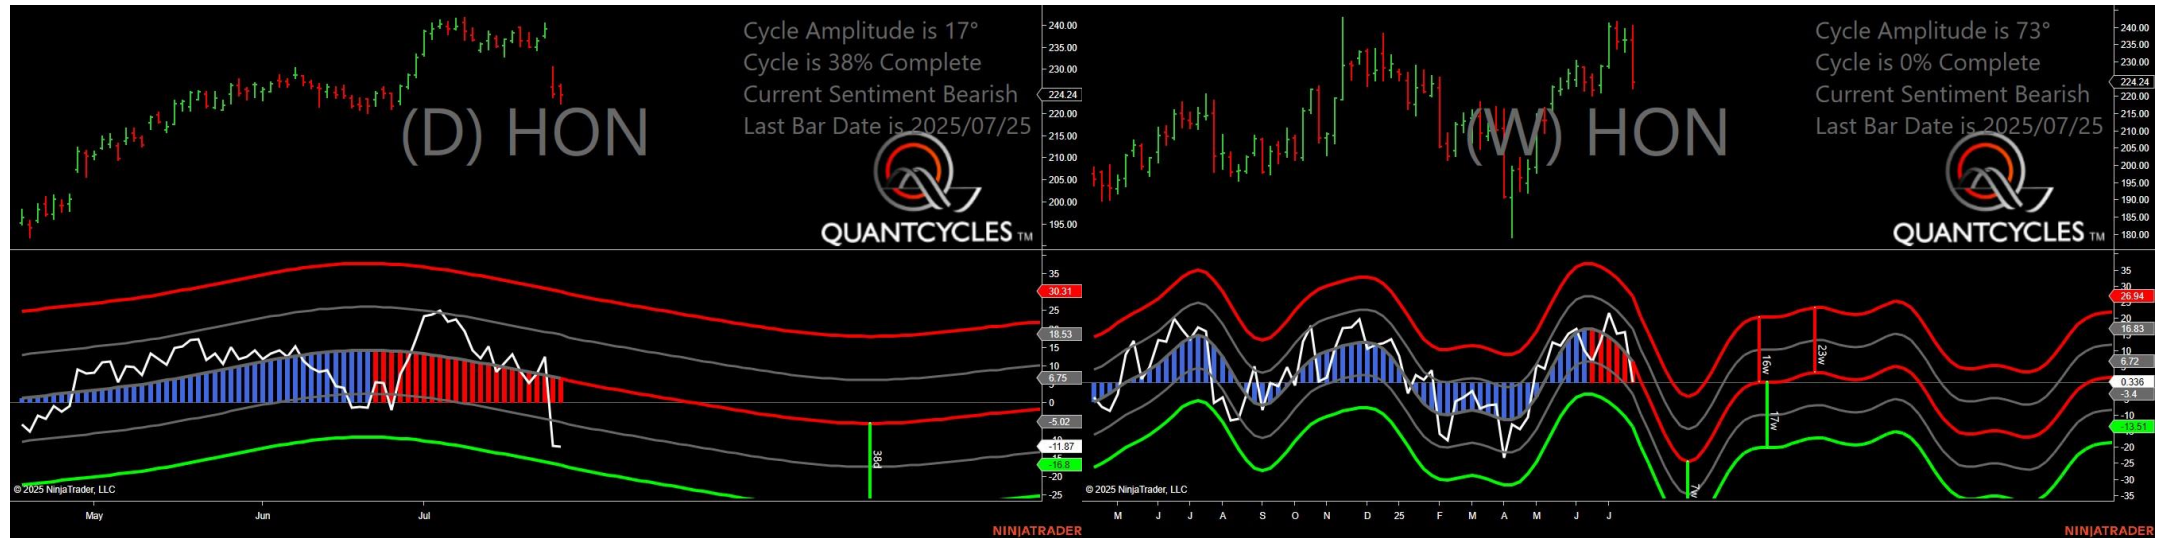 Cycle Amplitude is 17°
Cycle is 38% Complete
Current Sentiment Bearish
Last Bar Date is 2025/07/25
(D) HON
QUANTCYCLES TM
240.00
235.00
230.00
224.24
220.00
215.00
210.00
205.00
200.00
195.00
35
30.31
25
18.53
15
10
6.75
0
-5.02
-11.87
-16.8
-20
-25
38d
© 2025 NinjaTrader, LLC
May
Jun
Jul
NINJATRADER
Cycle Amplitude is 73°
Cycle is 0% Complete
Current Sentiment Bearish
Last Bar Date is 2025/07/25
(W) HON
QUANTCYCLES TM
240.00
235.00
230.00
224.24
220.00
215.00
210.00
205.00
200.00
195.00
190.00
185.00
180.00
35
30
26.94
20
16.83
10
6.72
0.336
-3.4
-10
-13.51
-20
-25
-30
-35
16w
23w
17w
7w
© 2025 NinjaTrader, LLC
M J J A S O N D 25 F M A M J J
NINJATRADER